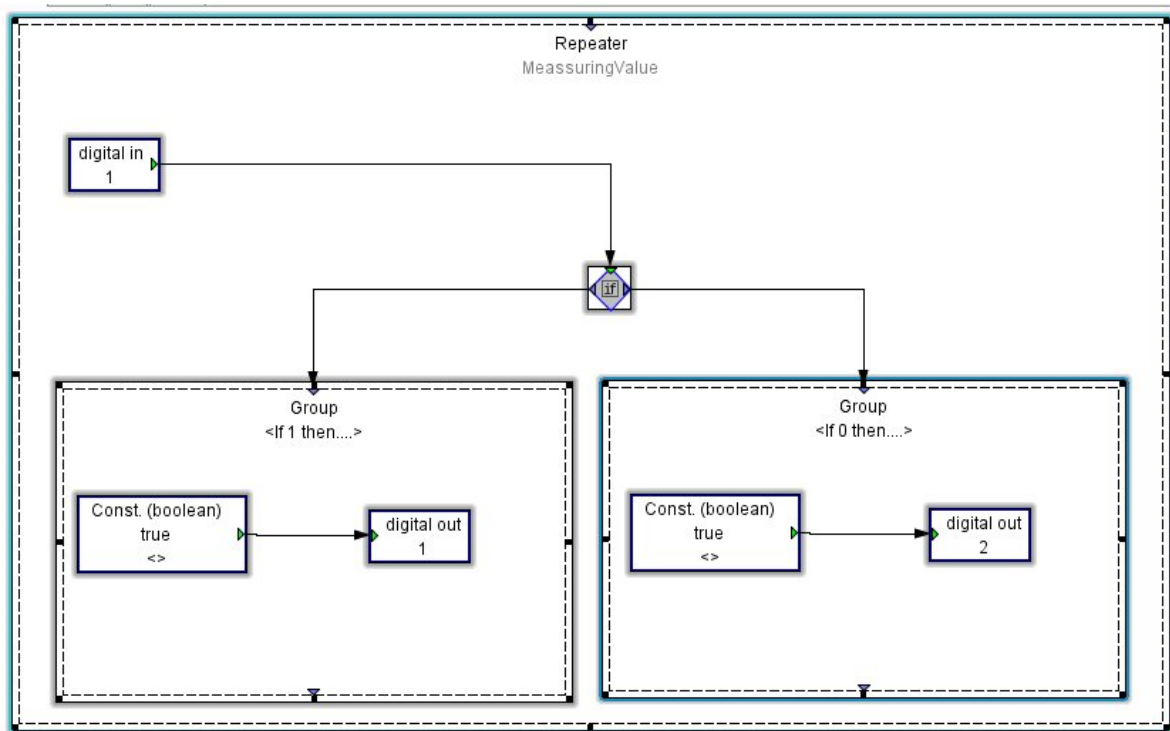 Repeater
MeassuringValue
digital in
1
if
Group
<If 1 then....>
Const. (boolean)
true
<>
digital out
1
Group
<If 0 then....>
Const. (boolean)
true
<>
digital out
2